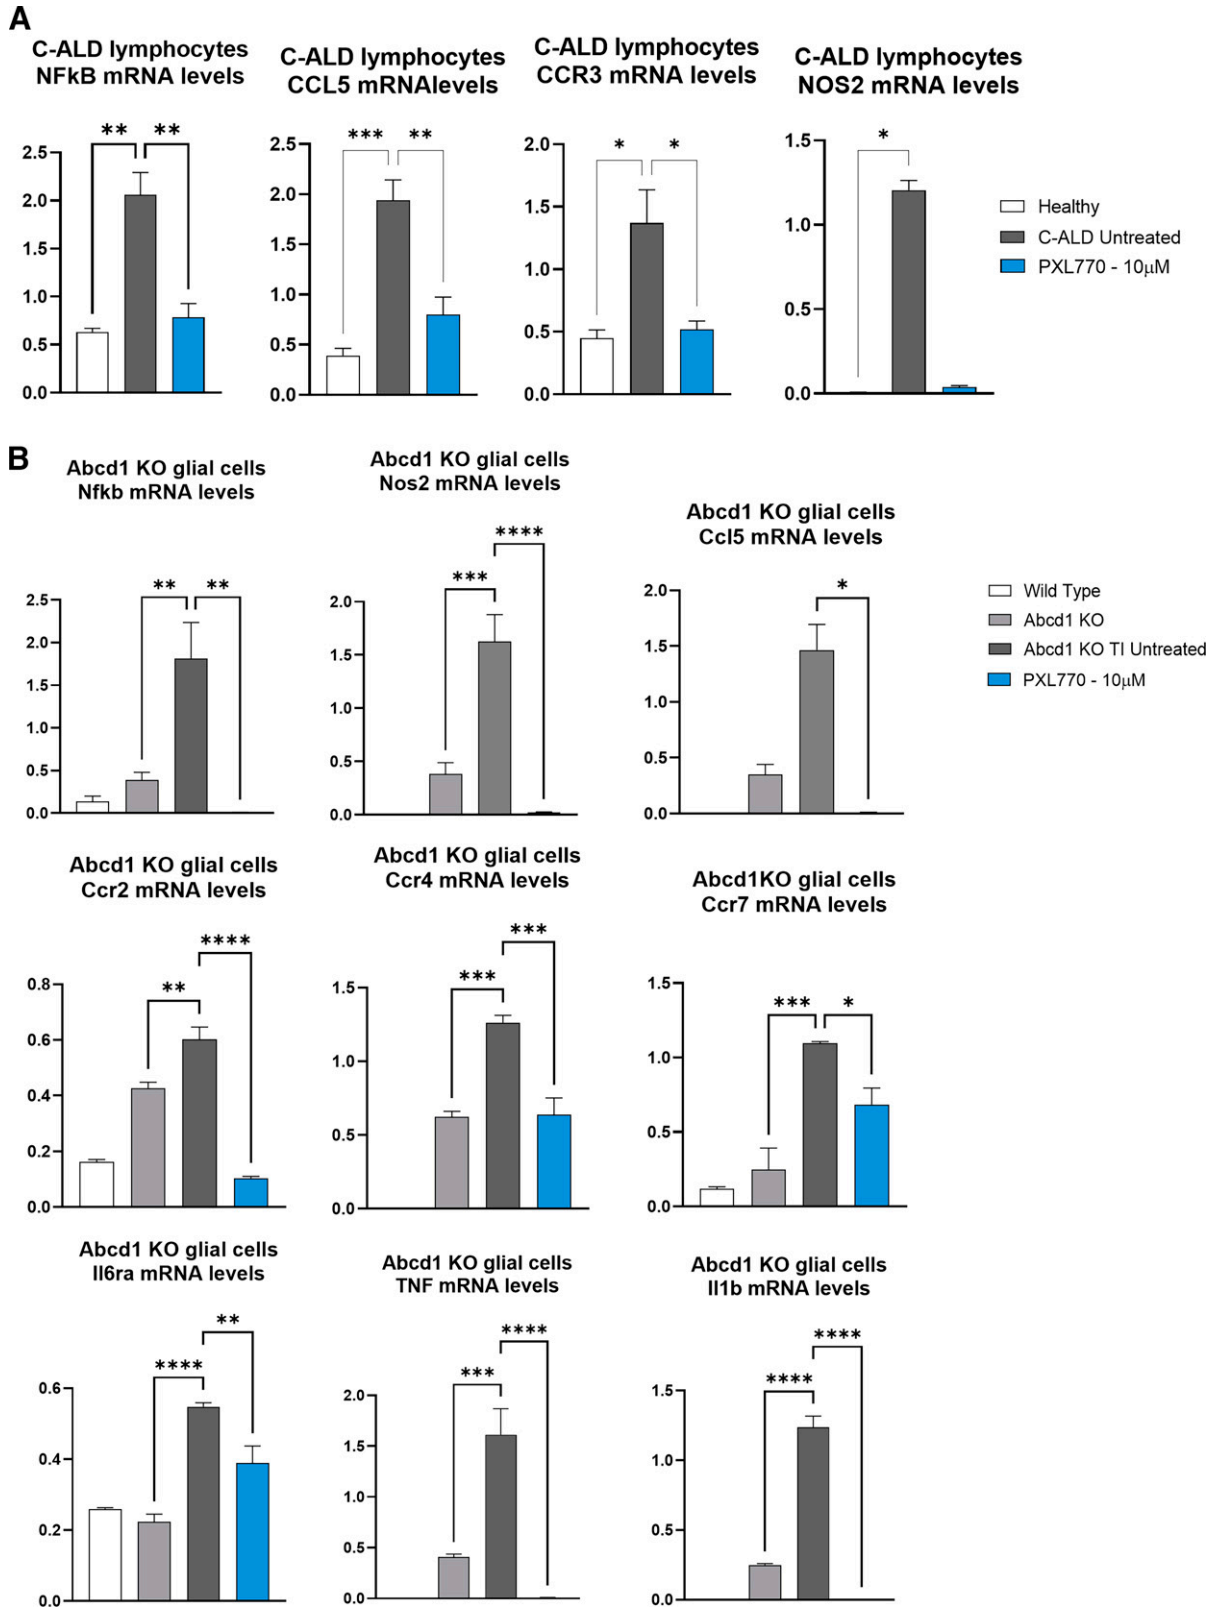 A
C-ALD lymphocytes
NFkB mRNA levels
C-ALD lymphocytes
CCL5 mRNAlevels
C-ALD lymphocytes
CCR3 mRNA levels
C-ALD lymphocytes
NOS2 mRNA levels
** **
2.5
2.0
1.5
1.0
0.5
0.0
*** **
2.5
2.0
1.5
1.0
0.5
0.0
* *
2.0
1.5
1.0
0.5
0.0
*
1.5
1.0
0.5
0.0
Healthy
C-ALD Untreated
PXL770 - 10μM
B
Abcd1 KO glial cells
Nfkb mRNA levels
** **
2.5
2.0
1.5
1.0
0.5
0.0
Abcd1 KO glial cells
Nos2 mRNA levels
****
***
2.0
1.5
1.0
0.5
0.0
Abcd1 KO glial cells
Ccl5 mRNA levels
*
2.0
1.5
1.0
0.5
0.0
Wild Type
Abcd1 KO
Abcd1 KO TI Untreated
PXL770 - 10μM
Abcd1 KO glial cells
Ccr2 mRNA levels
****
**
0.8
0.6
0.4
0.2
0.0
Abcd1 KO glial cells
Ccr4 mRNA levels
***
***
1.5
1.0
0.5
0.0
Abcd1KO glial cells
Ccr7 mRNA levels
*** *
1.5
1.0
0.5
0.0
Abcd1 KO glial cells
Il6ra mRNA levels
**
****
0.6
0.4
0.2
0.0
Abcd1 KO glial cells
TNF mRNA levels
****
***
2.0
1.5
1.0
0.5
0.0
Abcd1 KO glial cells
Il1b mRNA levels
****
****
1.5
1.0
0.5
0.0